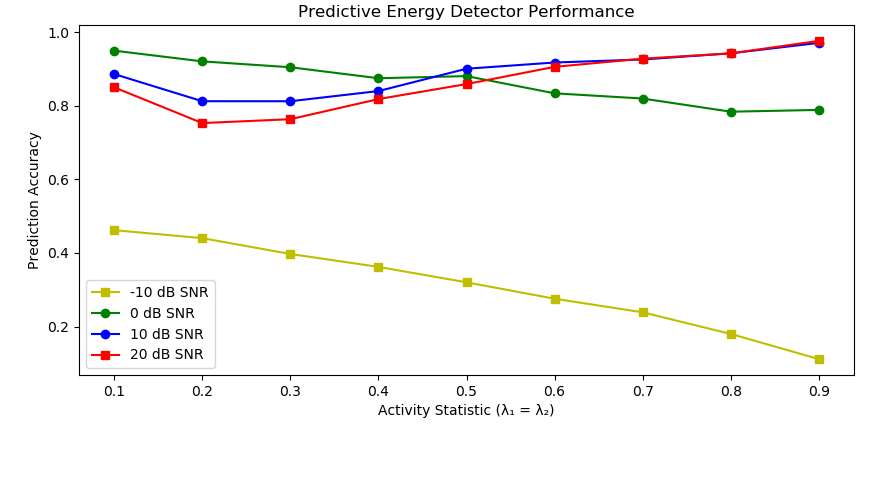 Predictive Energy Detector Performance
Prediction Accuracy
1.0
0.8
0.6
0.4
0.2
-10 dB SNR
0 dB SNR
10 dB SNR
20 dB SNR
0.1 0.2 0.3 0.4 0.5 0.6 0.7 0.8 0.9
Activity Statistic (λ₁ = λ₂)